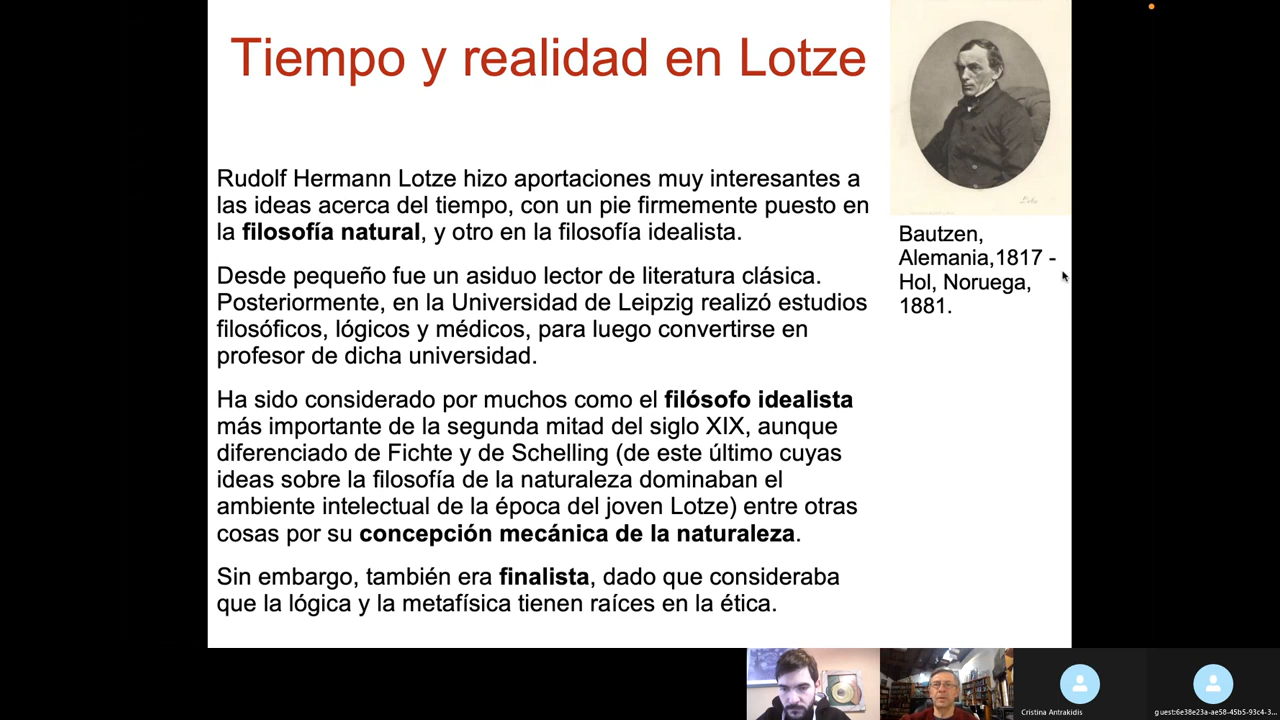 Tiempo y realidad en Lotze
Rudolf Hermann Lotze hizo aportaciones muy interesantes a
las ideas acerca del tiempo, con un pie firmemente puesto en
la filosofía natural, y otro en la filosofía idealista.
Desde pequeño fue un asiduo lector de literatura clásica.
Posteriormente, en la Universidad de Leipzig realizó estudios
filosóficos, lógicos y médicos, para luego convertirse en
profesor de dicha universidad.
Ha sido considerado por muchos como el filósofo idealista
más importante de la segunda mitad del siglo XIX, aunque
diferenciado de Fichte y de Schelling (de este último cuyas
ideas sobre la filosofía de la naturaleza dominaban el
ambiente intelectual de la época del joven Lotze) entre otras
cosas por su concepción mecánica de la naturaleza.
Sin embargo, también era finalista, dado que consideraba
que la lógica y la metafísica tienen raíces en la ética.
Bautzen,
Alemania,1817 -
Hol, Noruega,
1881.
Cristina Antrakidis
guest:6e38e23a-ae58-45b5-93c4-3...